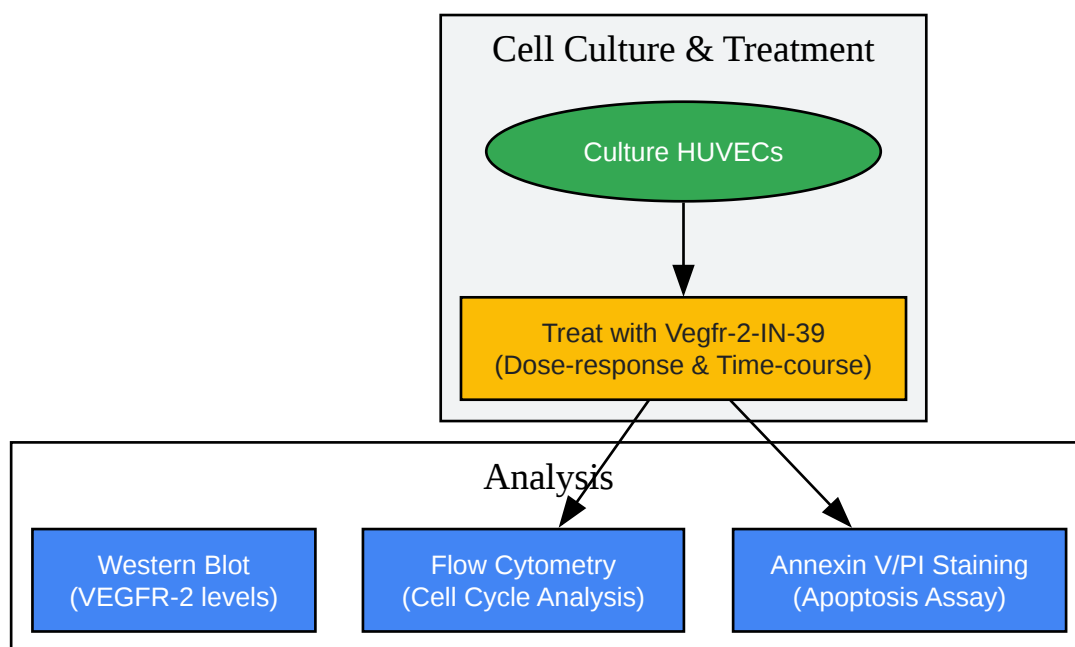 Cell Culture & Treatment
Culture HUVECs
Treat with Vegfr-2-IN-39
(Dose-response & Time-course)
Analysis
Western Blot
(VEGFR-2 levels)
Flow Cytometry
(Cell Cycle Analysis)
Annexin V/PI Staining
(Apoptosis Assay)